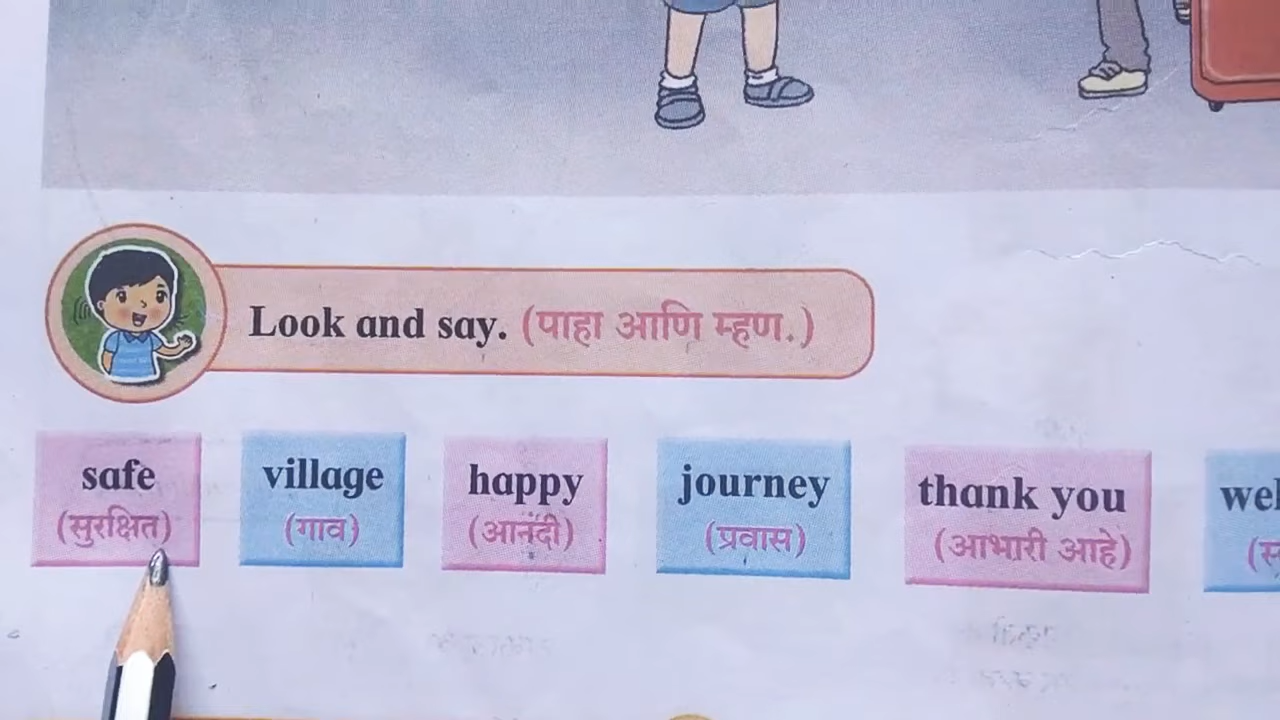 Look and say. (पाहा आणि म्हण.)
safe village happy journey thank you
(सुरक्षित) (गाव) (आनंदी) (प्रवास) (आभारी आहे)